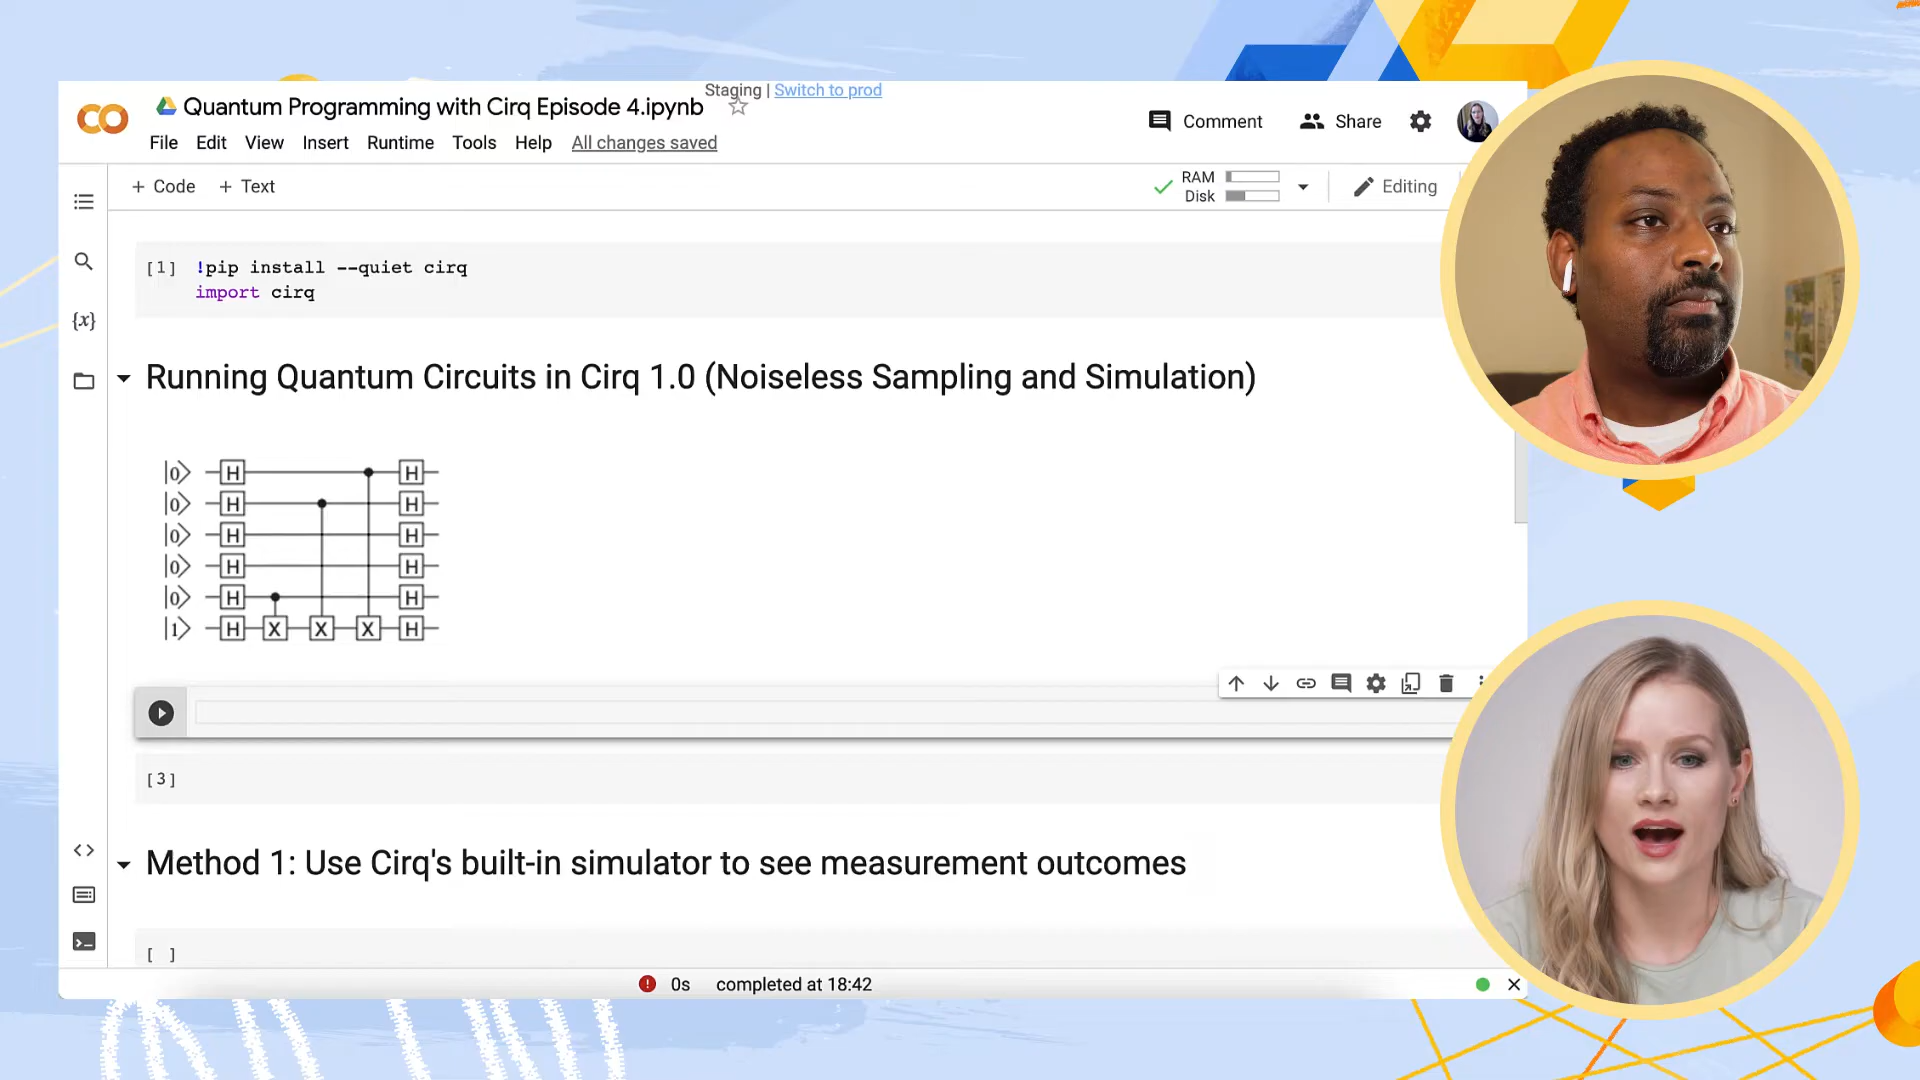 Staging | Switch to prod
Quantum Programming with Cirq Episode 4.ipynb
Comment Share
File Edit View Insert Runtime Tools Help All changes saved
+ Code + Text
RAM
Disk
Editing
{x}
[1] !pip install --quiet cirq
import cirq
Running Quantum Circuits in Cirq 1.0 (Noiseless Sampling and Simulation)
|0⟩ H H
|0⟩ H H
|0⟩ H H
|0⟩ H H
|0⟩ H H
|1⟩ H X X X H
[3]
Method 1: Use Cirq's built-in simulator to see measurement outcomes
[ ]
0s completed at 18:42